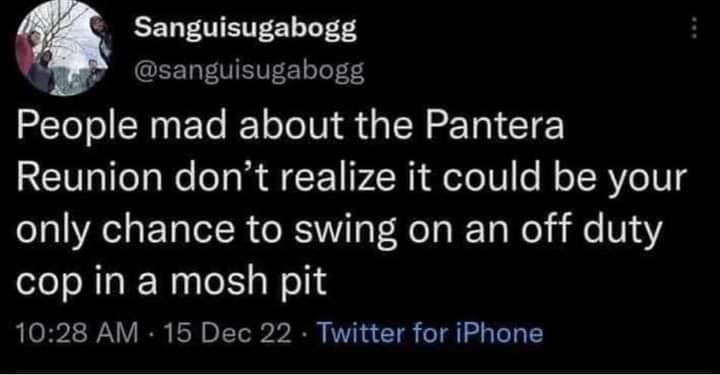 Sanguisugabogg
@sanguisugabogg
People mad about the Pantera
Reunion don’t realize it could be your
only chance to swing on an off duty
cop in a mosh pit
10:28 AM · 15 Dec 22 · Twitter for iPhone